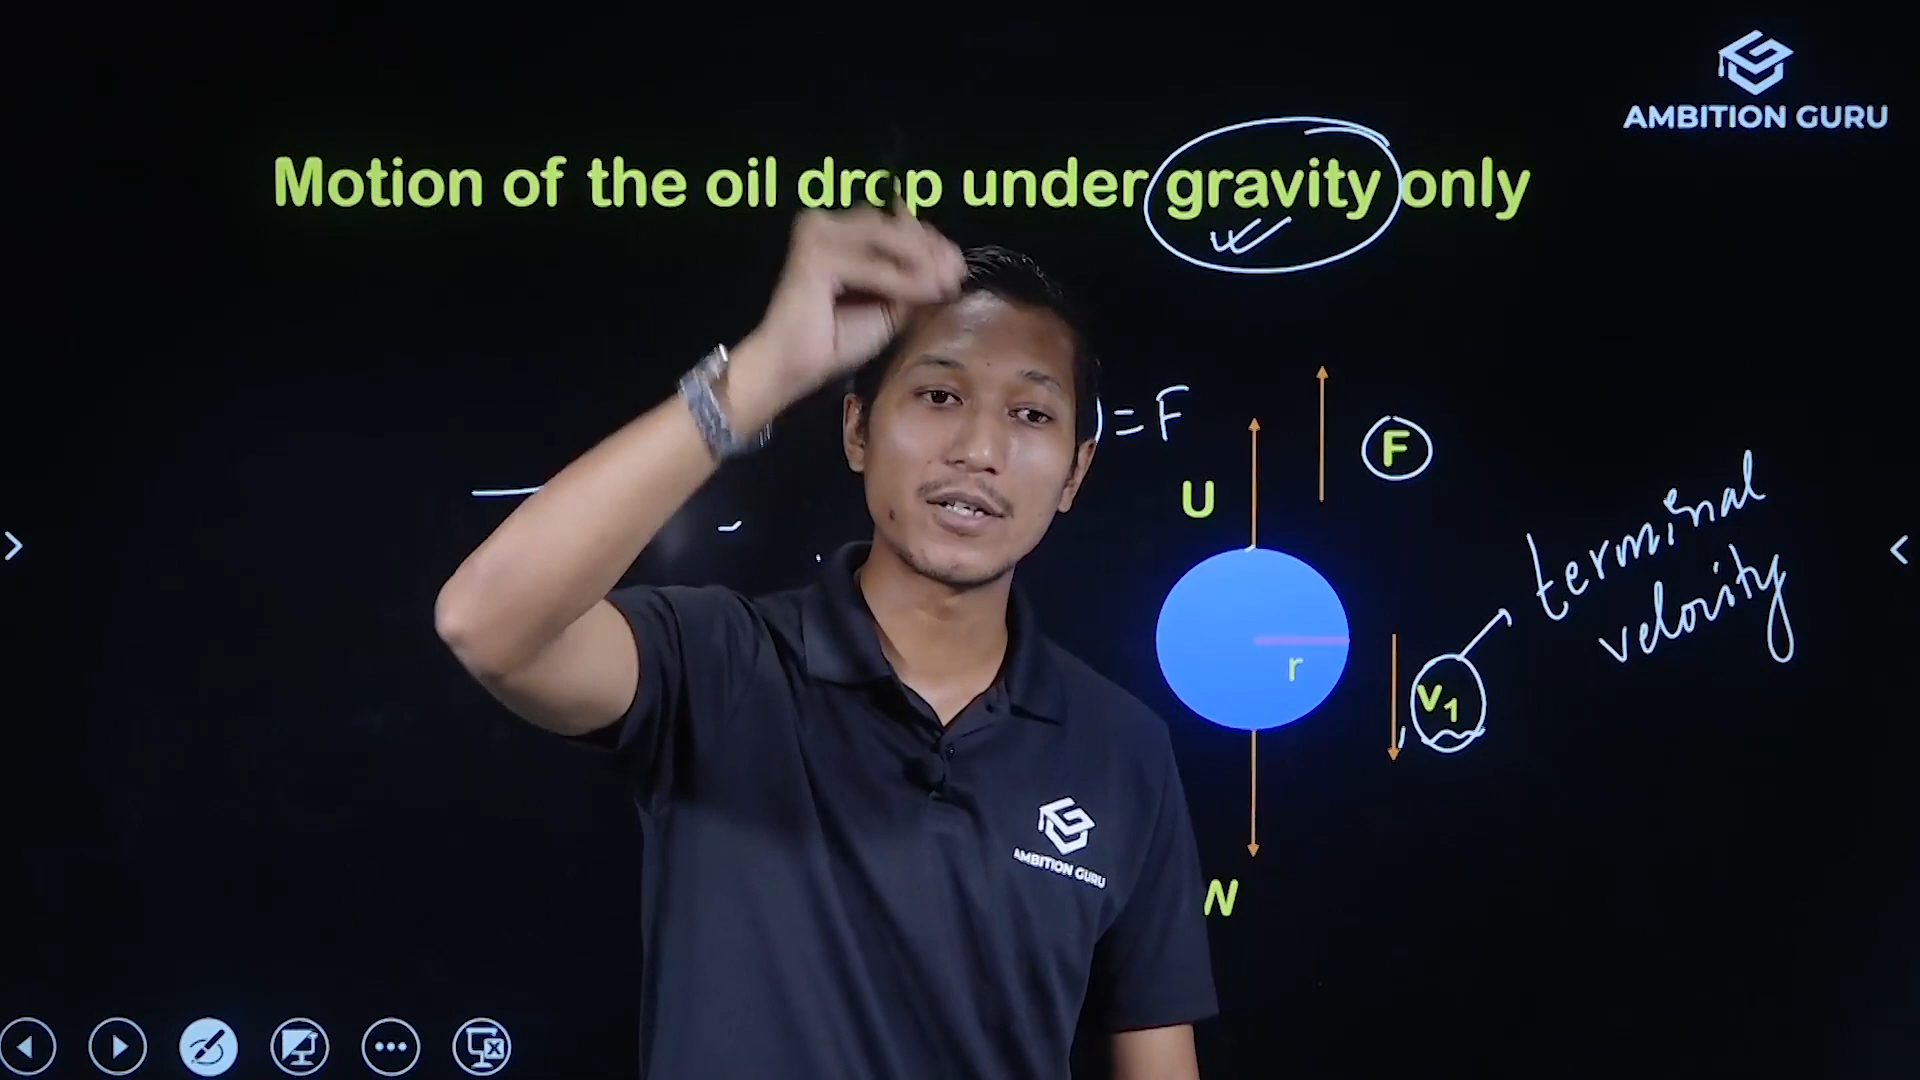 AMBITION GURU
Motion of the oil drop under gravity only
) = F
F
U
terminal
velocity
r
v1
AMBITION GURU
W